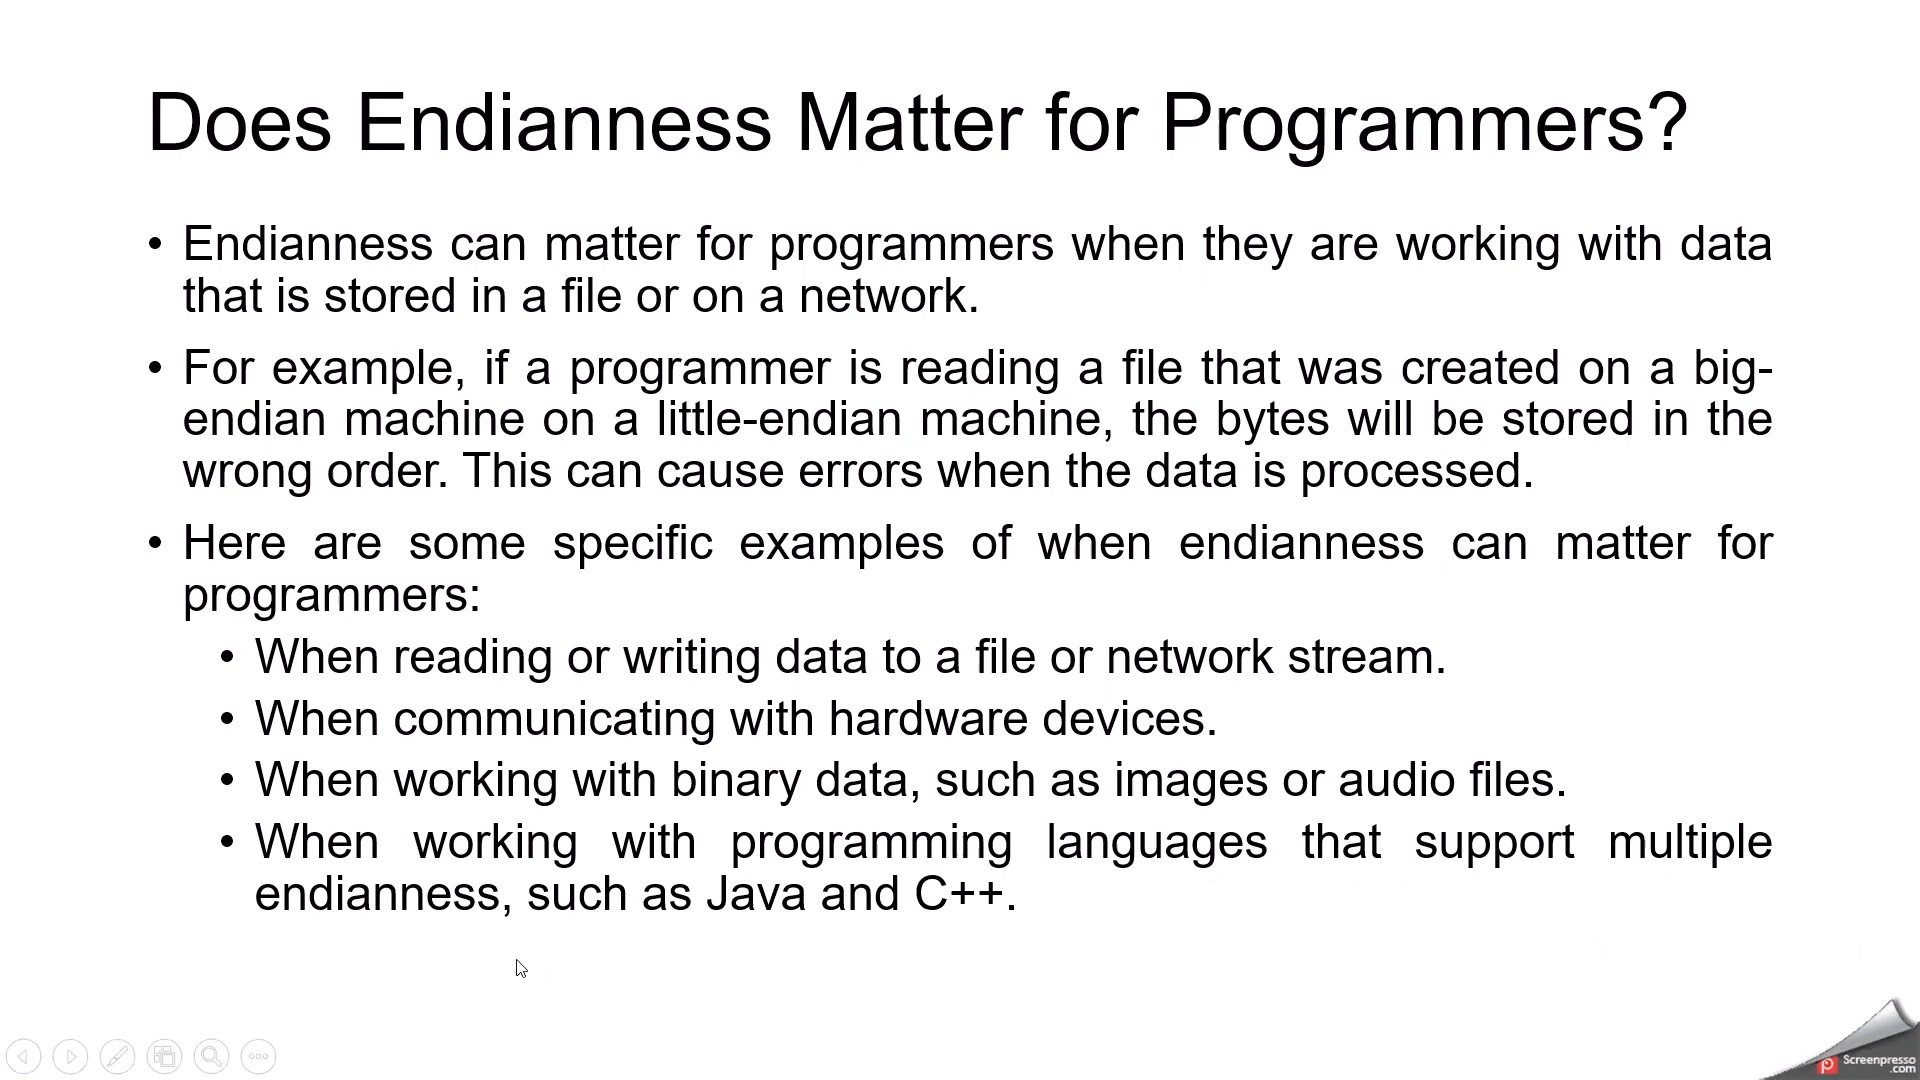 Does Endianness Matter for Programmers?
• Endianness can matter for programmers when they are working with data
that is stored in a file or on a network.
• For example, if a programmer is reading a file that was created on a big-
endian machine on a little-endian machine, the bytes will be stored in the
wrong order. This can cause errors when the data is processed.
• Here are some specific examples of when endianness can matter for
programmers:
• When reading or writing data to a file or network stream.
• When communicating with hardware devices.
• When working with binary data, such as images or audio files.
• When working with programming languages that support multiple
endianness, such as Java and C++.
Screenpresso
.com